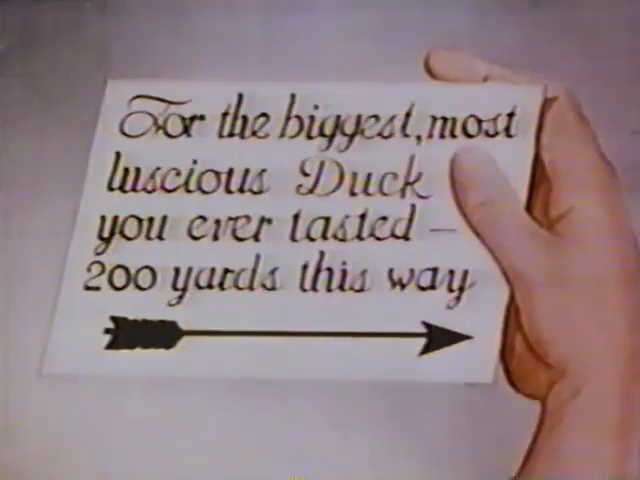 For the biggest, most
luscious Duck
you ever tasted –
200 yards this way